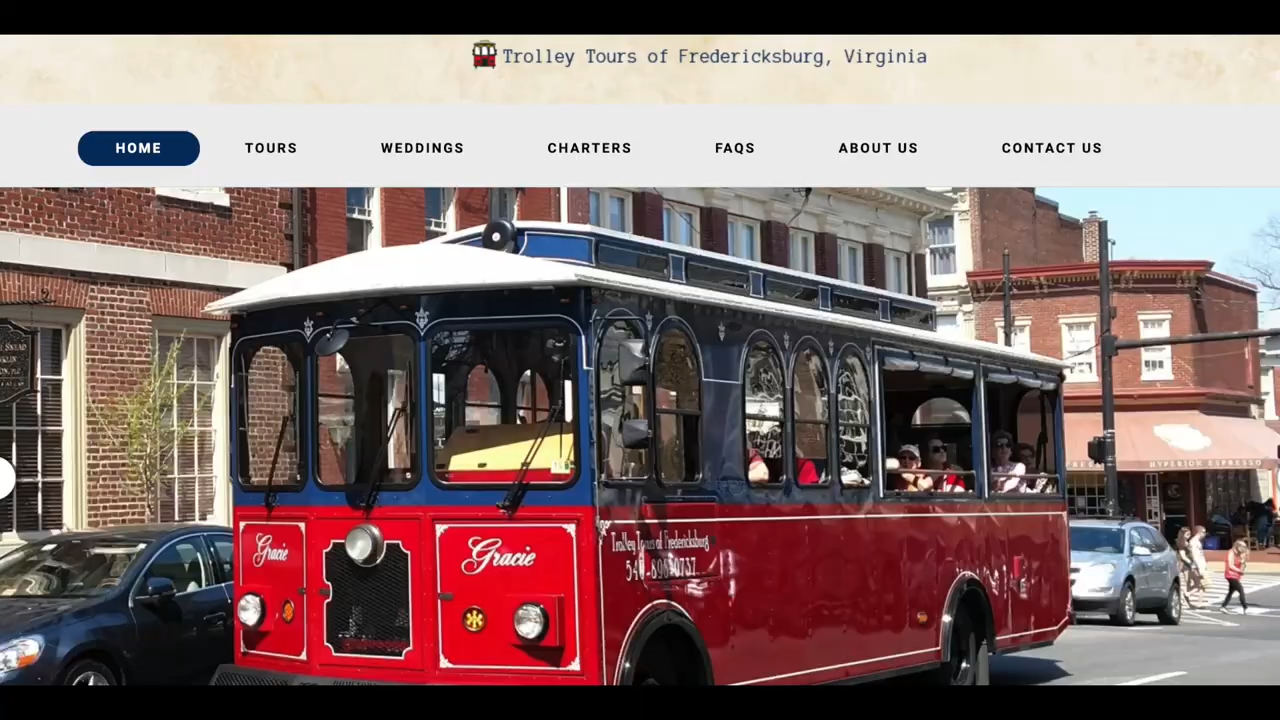 Trolley Tours of Fredericksburg, Virginia
HOME TOURS WEDDINGS CHARTERS FAQS ABOUT US CONTACT US
Gracie
Gracie
Trolley Tours of Fredericksburg
540-898-0737
HYPERION ESPRESSO